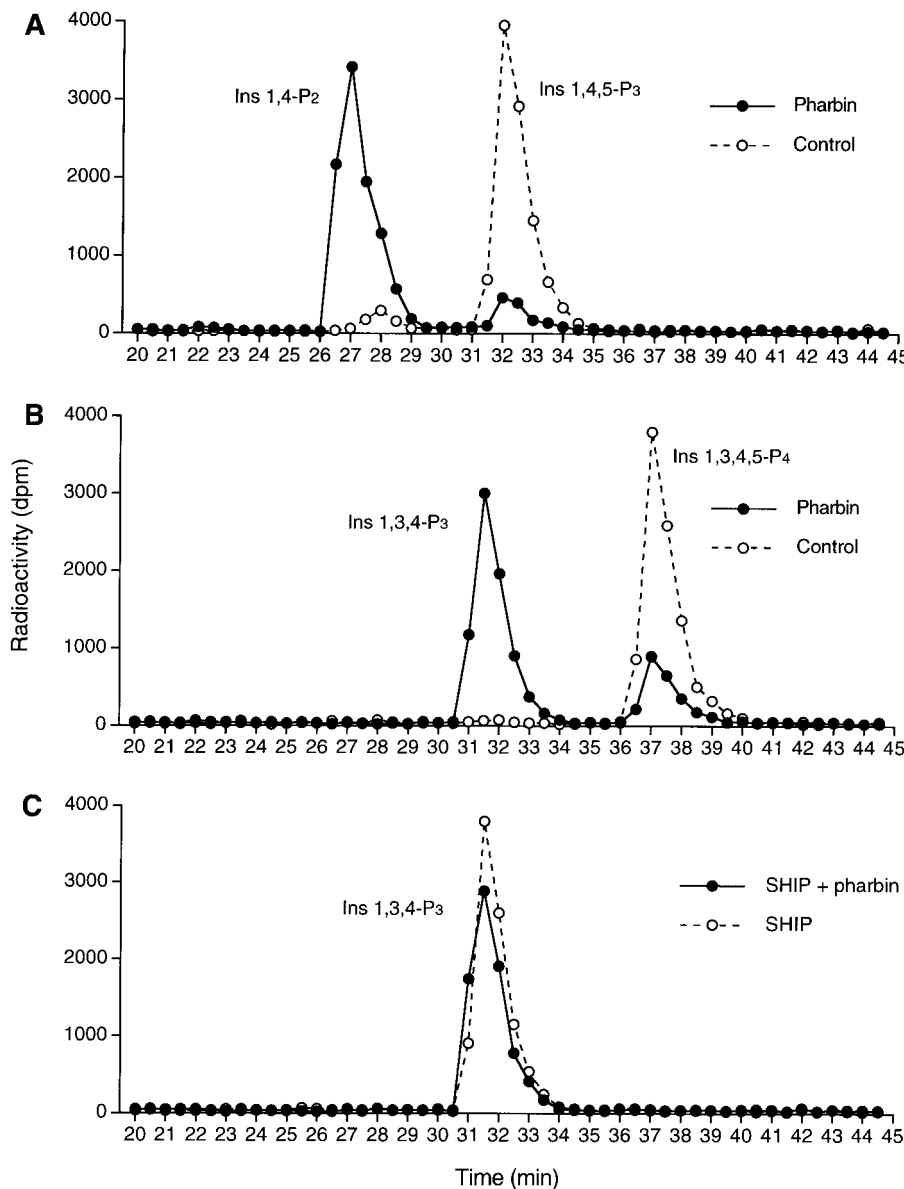 A
4000
3000
2000
1000
0
Ins 1,4-P2
Ins 1,4,5-P3
Pharbin
Control
20 21 22 23 24 25 26 27 28 29 30 31 32 33 34 35 36 37 38 39 40 41 42 43 44 45
B
4000
3000
2000
1000
0
Radioactivity (dpm)
Ins 1,3,4-P3
Ins 1,3,4,5-P4
Pharbin
Control
20 21 22 23 24 25 26 27 28 29 30 31 32 33 34 35 36 37 38 39 40 41 42 43 44 45
C
4000
3000
2000
1000
0
Ins 1,3,4-P3
SHIP + pharbin
SHIP
20 21 22 23 24 25 26 27 28 29 30 31 32 33 34 35 36 37 38 39 40 41 42 43 44 45
Time (min)